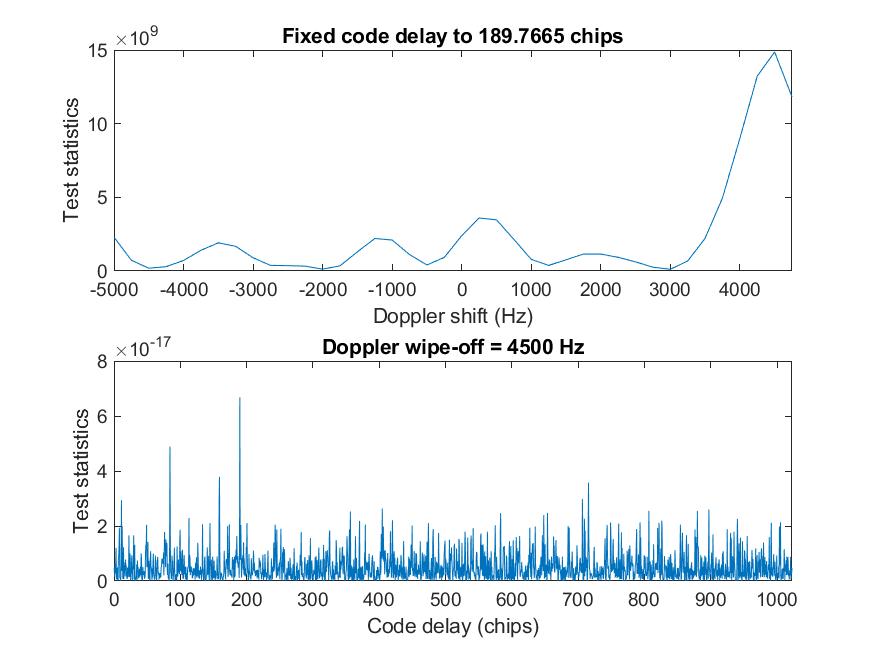 Fixed code delay to 189.7665 chips
×10^9
15
10
5
0
Test statistics
-5000 -4000 -3000 -2000 -1000 0 1000 2000 3000 4000
Doppler shift (Hz)
Doppler wipe-off = 4500 Hz
×10^-17
8
6
4
2
0
Test statistics
0 100 200 300 400 500 600 700 800 900 1000
Code delay (chips)